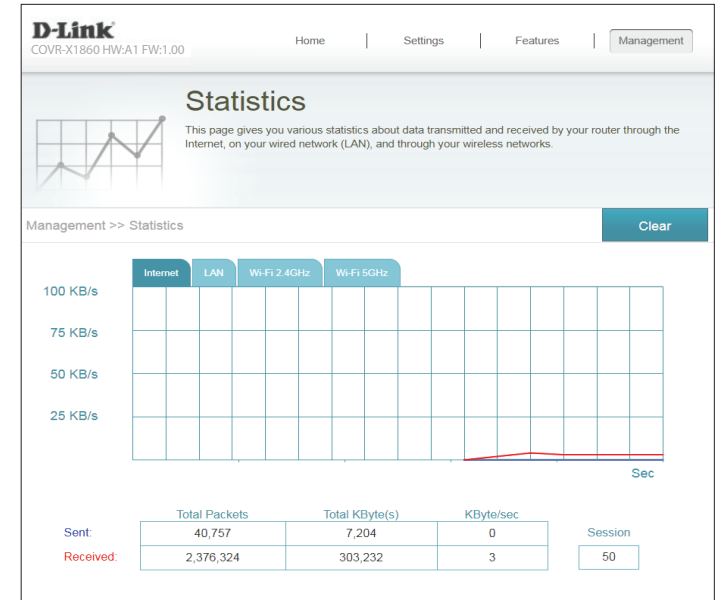 D-Link
COVR-X1860 HW:A1 FW:1.00
Home | Settings | Features | Management
Statistics
This page gives you various statistics about data transmitted and received by your router through the
Internet, on your wired network (LAN), and through your wireless networks.
Management >> Statistics
Clear
Internet LAN Wi-Fi 2.4GHz Wi-Fi 5GHz
100 KB/s
75 KB/s
50 KB/s
25 KB/s
Sec
Total Packets Total KByte(s) KByte/sec
Sent: 40,757 7,204 0 Session
Received: 2,376,324 303,232 3 50